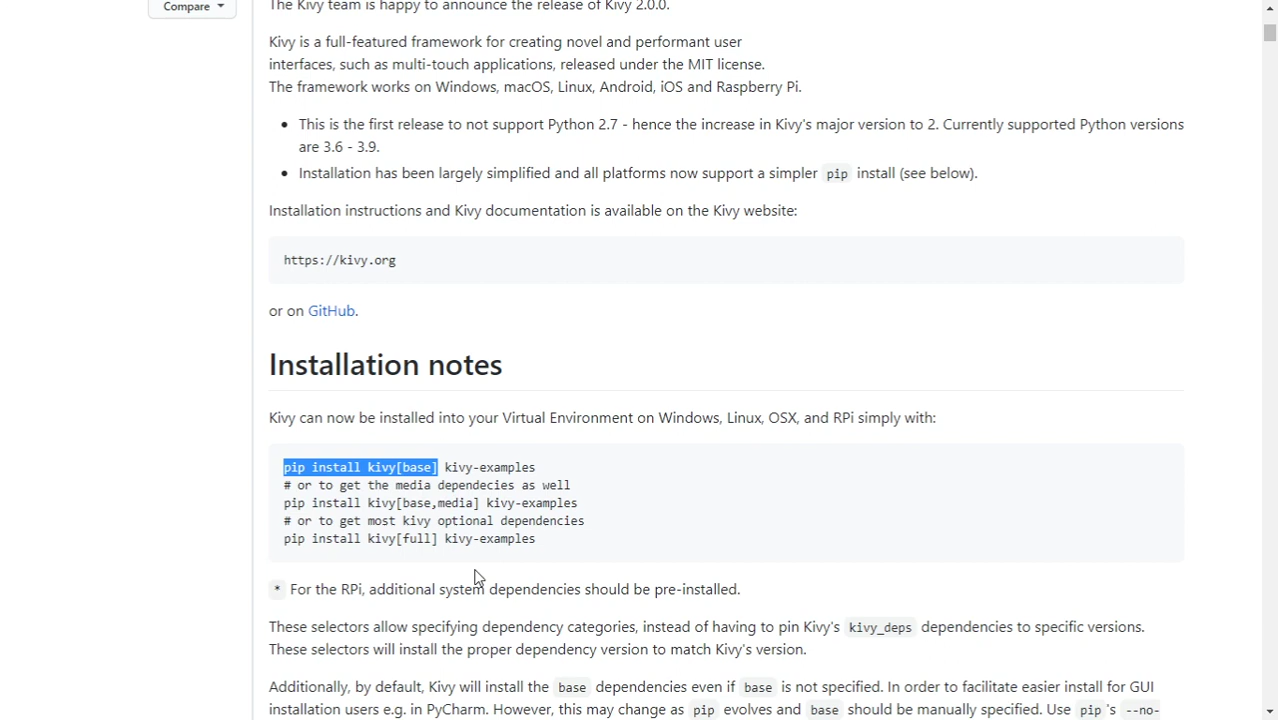 Compare
The Kivy team is happy to announce the release of Kivy 2.0.0.
Kivy is a full-featured framework for creating novel and performant user
interfaces, such as multi-touch applications, released under the MIT license.
The framework works on Windows, macOS, Linux, Android, iOS and Raspberry Pi.
• This is the first release to not support Python 2.7 - hence the increase in Kivy's major version to 2. Currently supported Python versions
are 3.6 - 3.9.
• Installation has been largely simplified and all platforms now support a simpler pip install (see below).
Installation instructions and Kivy documentation is available on the Kivy website:
https://kivy.org
or on GitHub.
Installation notes
Kivy can now be installed into your Virtual Environment on Windows, Linux, OSX, and RPi simply with:
pip install kivy[base] kivy-examples
# or to get the media dependecies as well
pip install kivy[base,media] kivy-examples
# or to get most kivy optional dependencies
pip install kivy[full] kivy-examples
* For the RPi, additional system dependencies should be pre-installed.
These selectors allow specifying dependency categories, instead of having to pin Kivy's kivy_deps dependencies to specific versions.
These selectors will install the proper dependency version to match Kivy's version.
Additionally, by default, Kivy will install the base dependencies even if base is not specified. In order to facilitate easier install for GUI
installation users e.g. in PyCharm. However, this may change as pip evolves and base should be manually specified. Use pip's --no-